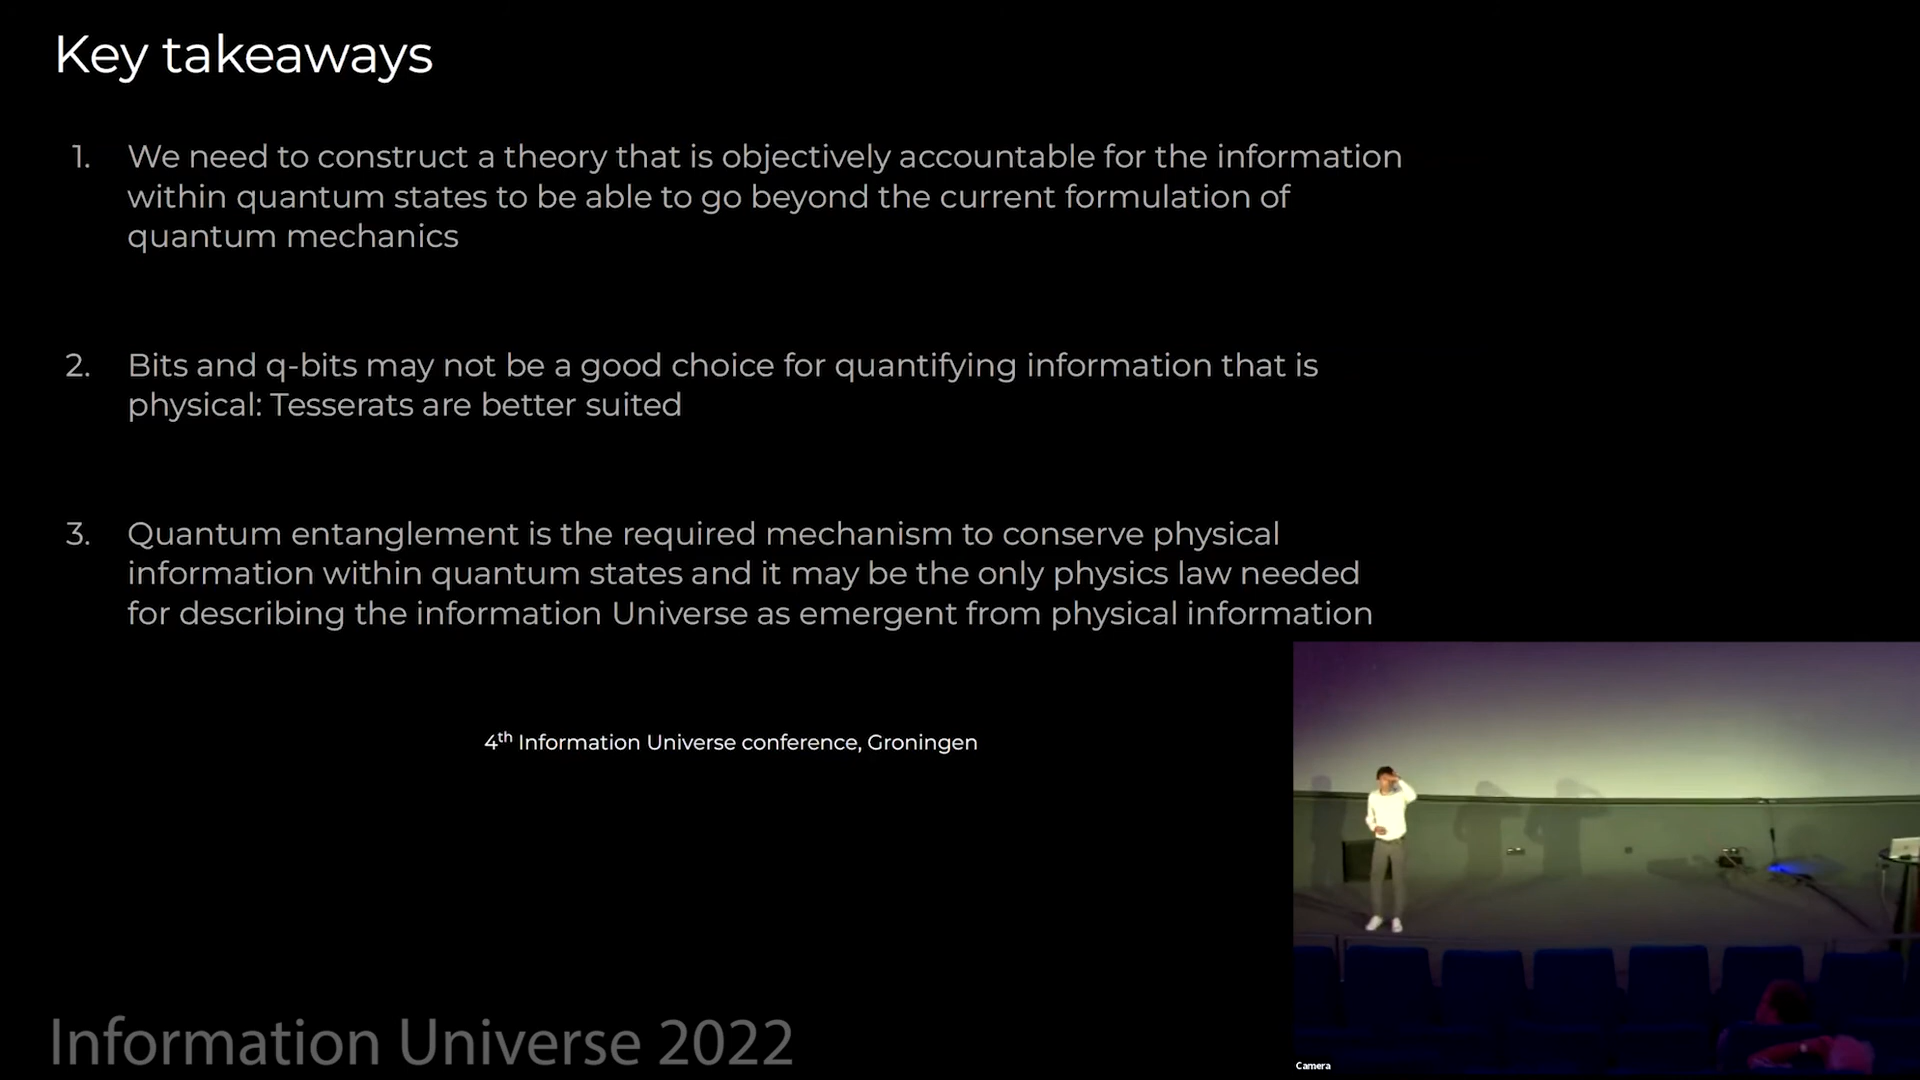 Key takeaways
1. We need to construct a theory that is objectively accountable for the information
within quantum states to be able to go beyond the current formulation of
quantum mechanics
2. Bits and q-bits may not be a good choice for quantifying information that is
physical: Tesserats are better suited
3. Quantum entanglement is the required mechanism to conserve physical
information within quantum states and it may be the only physics law needed
for describing the information Universe as emergent from physical information
4th Information Universe conference, Groningen
Information Universe 2022
Camera